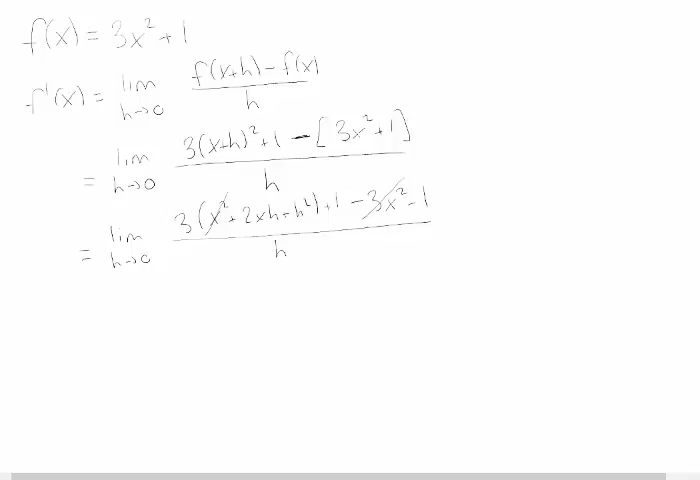 f(x) = 3x² + 1
f'(x) = lim h→0 f(x+h) - f(x) / h
= lim h→0 3(x+h)² + 1 - [3x² + 1] / h
= lim h→0 3(x² + 2xh + h²) + 1 - 3x² - 1 / h